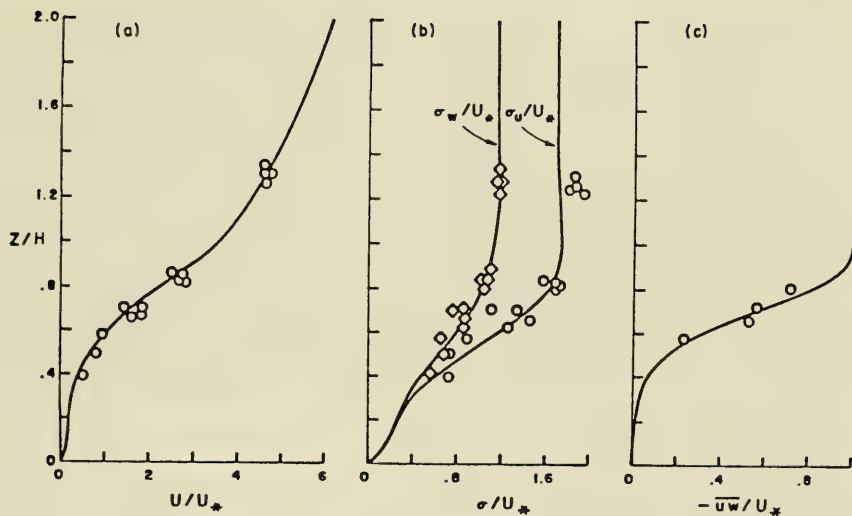 2.0
1.6
1.2
Z/H
.8
.4
0
(a)
0 2 4 6
U/U*
(b)
σw/U* σu/U*
0 .8 1.6
σ/U*
(c)
0 .4 .8
-uw/U*